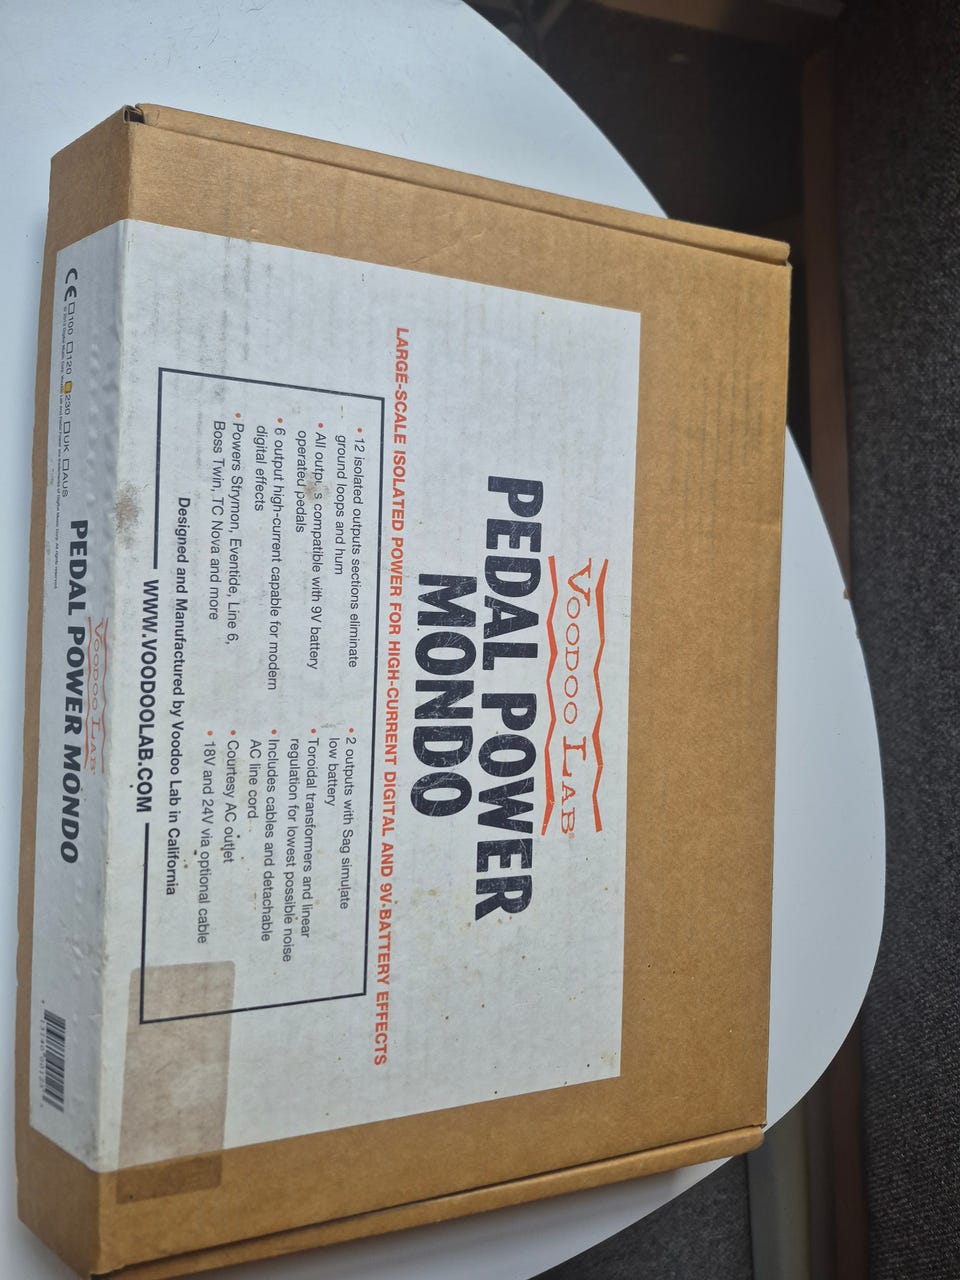 VOODOO LAB®
PEDAL POWER
MONDO
LARGE-SCALE ISOLATED POWER FOR HIGH-CURRENT DIGITAL AND 9V-BATTERY EFFECTS
• 12 isolated outputs sections eliminate
ground loops and hum
• All outputs compatible with 9V battery
operated pedals
• 6 output high-current capable for modern
digital effects
• Powers Strymon, Eventide, Line 6,
Boss Twin, TC Nova and more
• 2 outputs with Sag simulate
low battery
• Toroidal transformers and linear
regulation for lowest possible noise
• Includes cables and detachable
AC line cord
• Courtesy AC outlet
• 18V and 24V via optional cable
Designed and Manufactured by Voodoo Lab in California
WWW.VOODOOLAB.COM
CE 100 120 230 UK AUS
VOODOO LAB®
PEDAL POWER MONDO